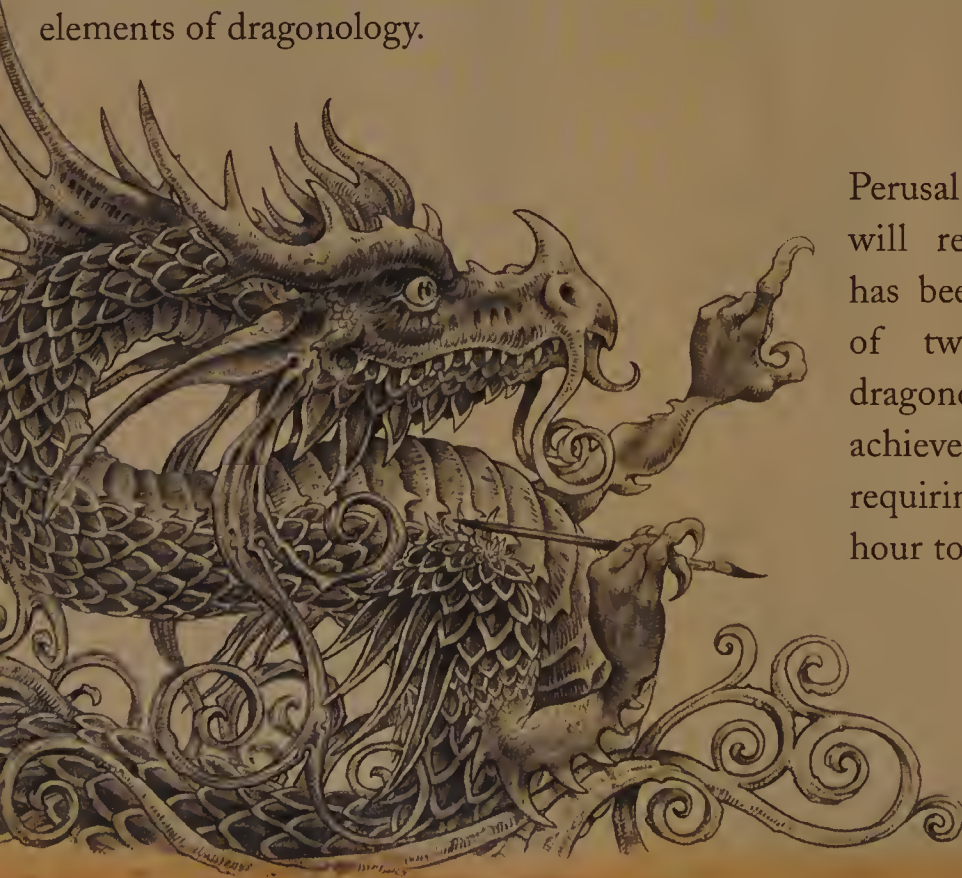 elements of dragonology.
Perusal
will re
has bee
of tw
dragono
achieve
requirin
hour to